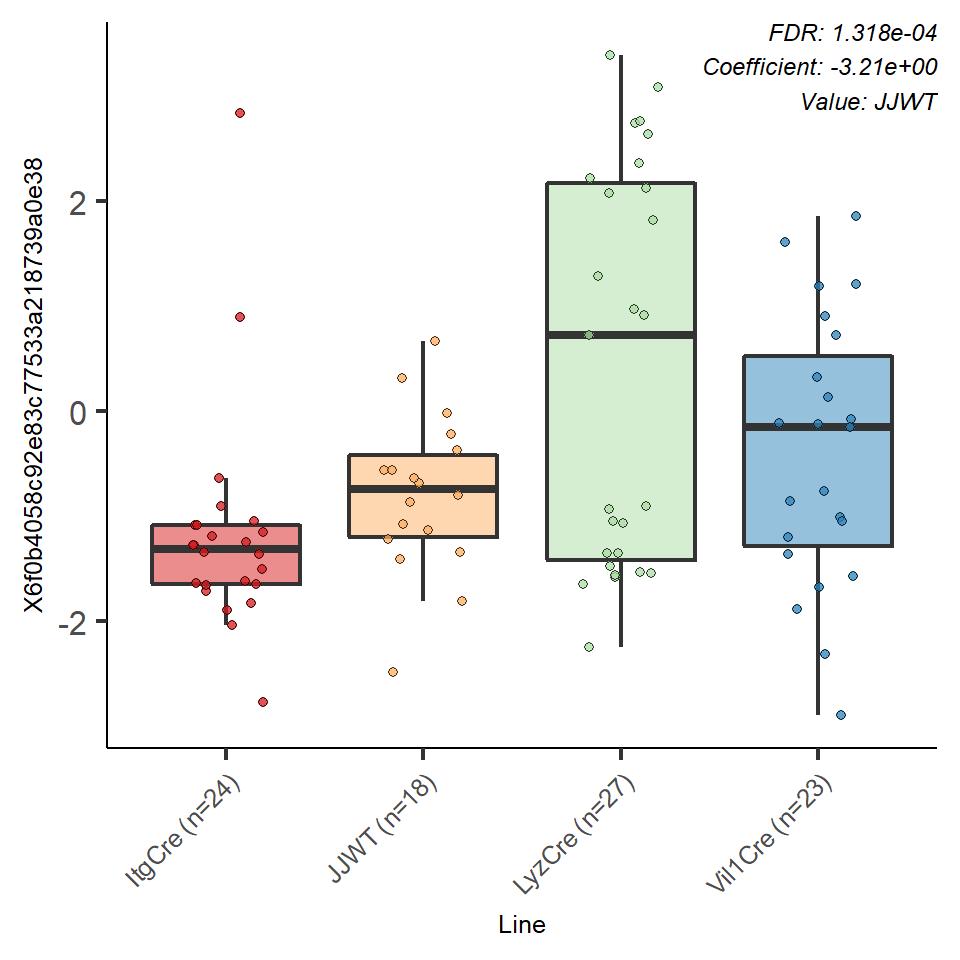 FDR: 1.318e-04
Coefficient: -3.21e+00
Value: JJWT
X6f0b4058c92e83c77533a218739a0e38
2
0
-2
ItgCre (n=24)
JJWT (n=18)
LyzCre (n=27)
Vil1Cre (n=23)
Line